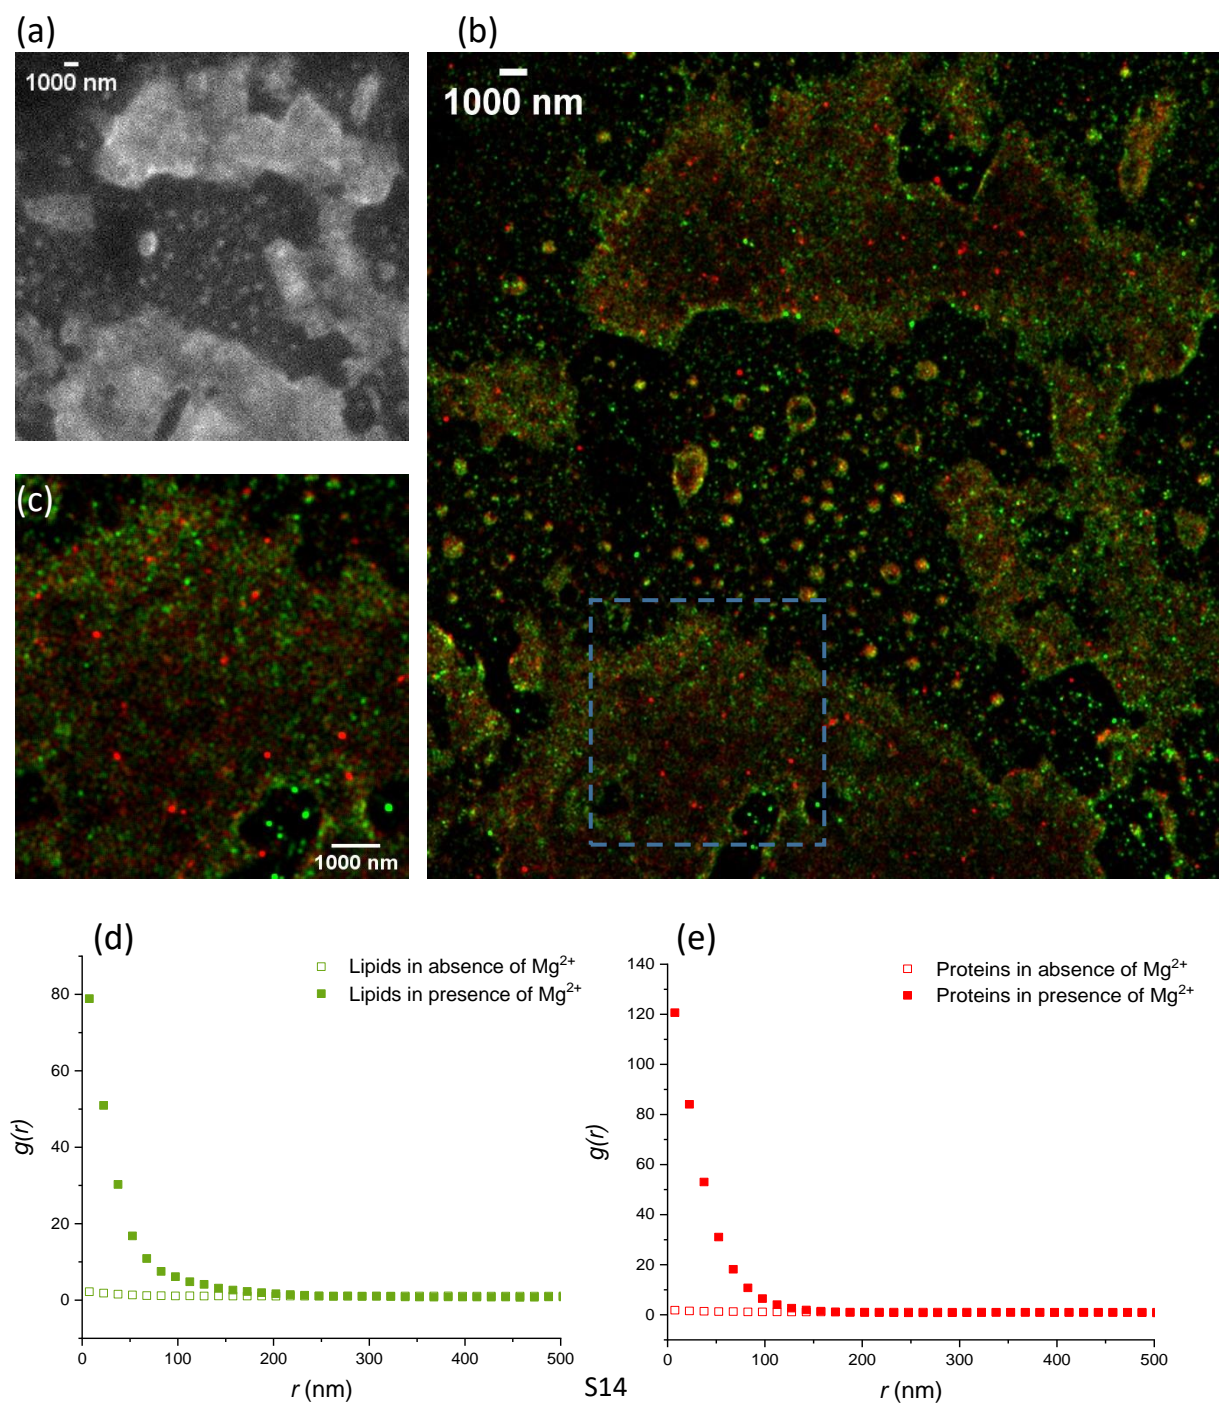 (a)
1000 nm
(b)
1000 nm
(c)
1000 nm
(d)
Lipids in absence of Mg²⁺
Lipids in presence of Mg²⁺
80
60
40
20
0
g(r)
0 100 200 300 400 500
r (nm)
(e)
Proteins in absence of Mg²⁺
Proteins in presence of Mg²⁺
140
120
100
80
60
40
20
0
g(r)
0 100 200 300 400 500
r (nm)
S14